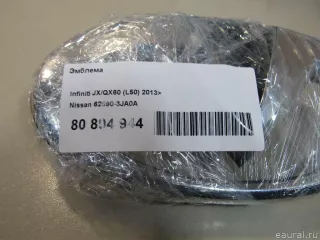 Эмблема
Infiniti JX/QX60 (L50) 2013>
Nissan 62890-3JA0A
80 804 944
© eaural.ru